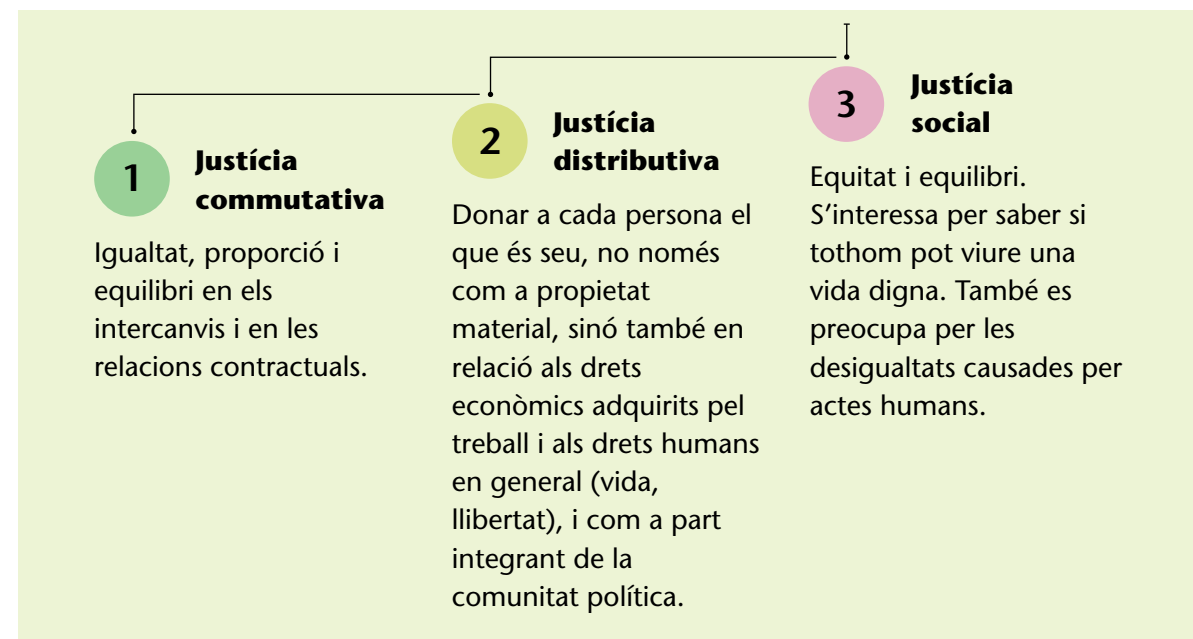 1
Justícia
commutativa
Igualtat, proporció i
equilibri en els
intercanvis i en les
relacions contractuals.
2
Justícia
distributiva
Donar a cada persona el
que és seu, no només
com a propietat
material, sinó també en
relació als drets
econòmics adquirits pel
treball i als drets humans
en general (vida,
llibertat), i com a part
integrant de la
comunitat política.
3
Justícia
social
Equitat i equilibri.
S’interessa per saber si
tothom pot viure una
vida digna. També es
preocupa per les
desigualtats causades per
actes humans.